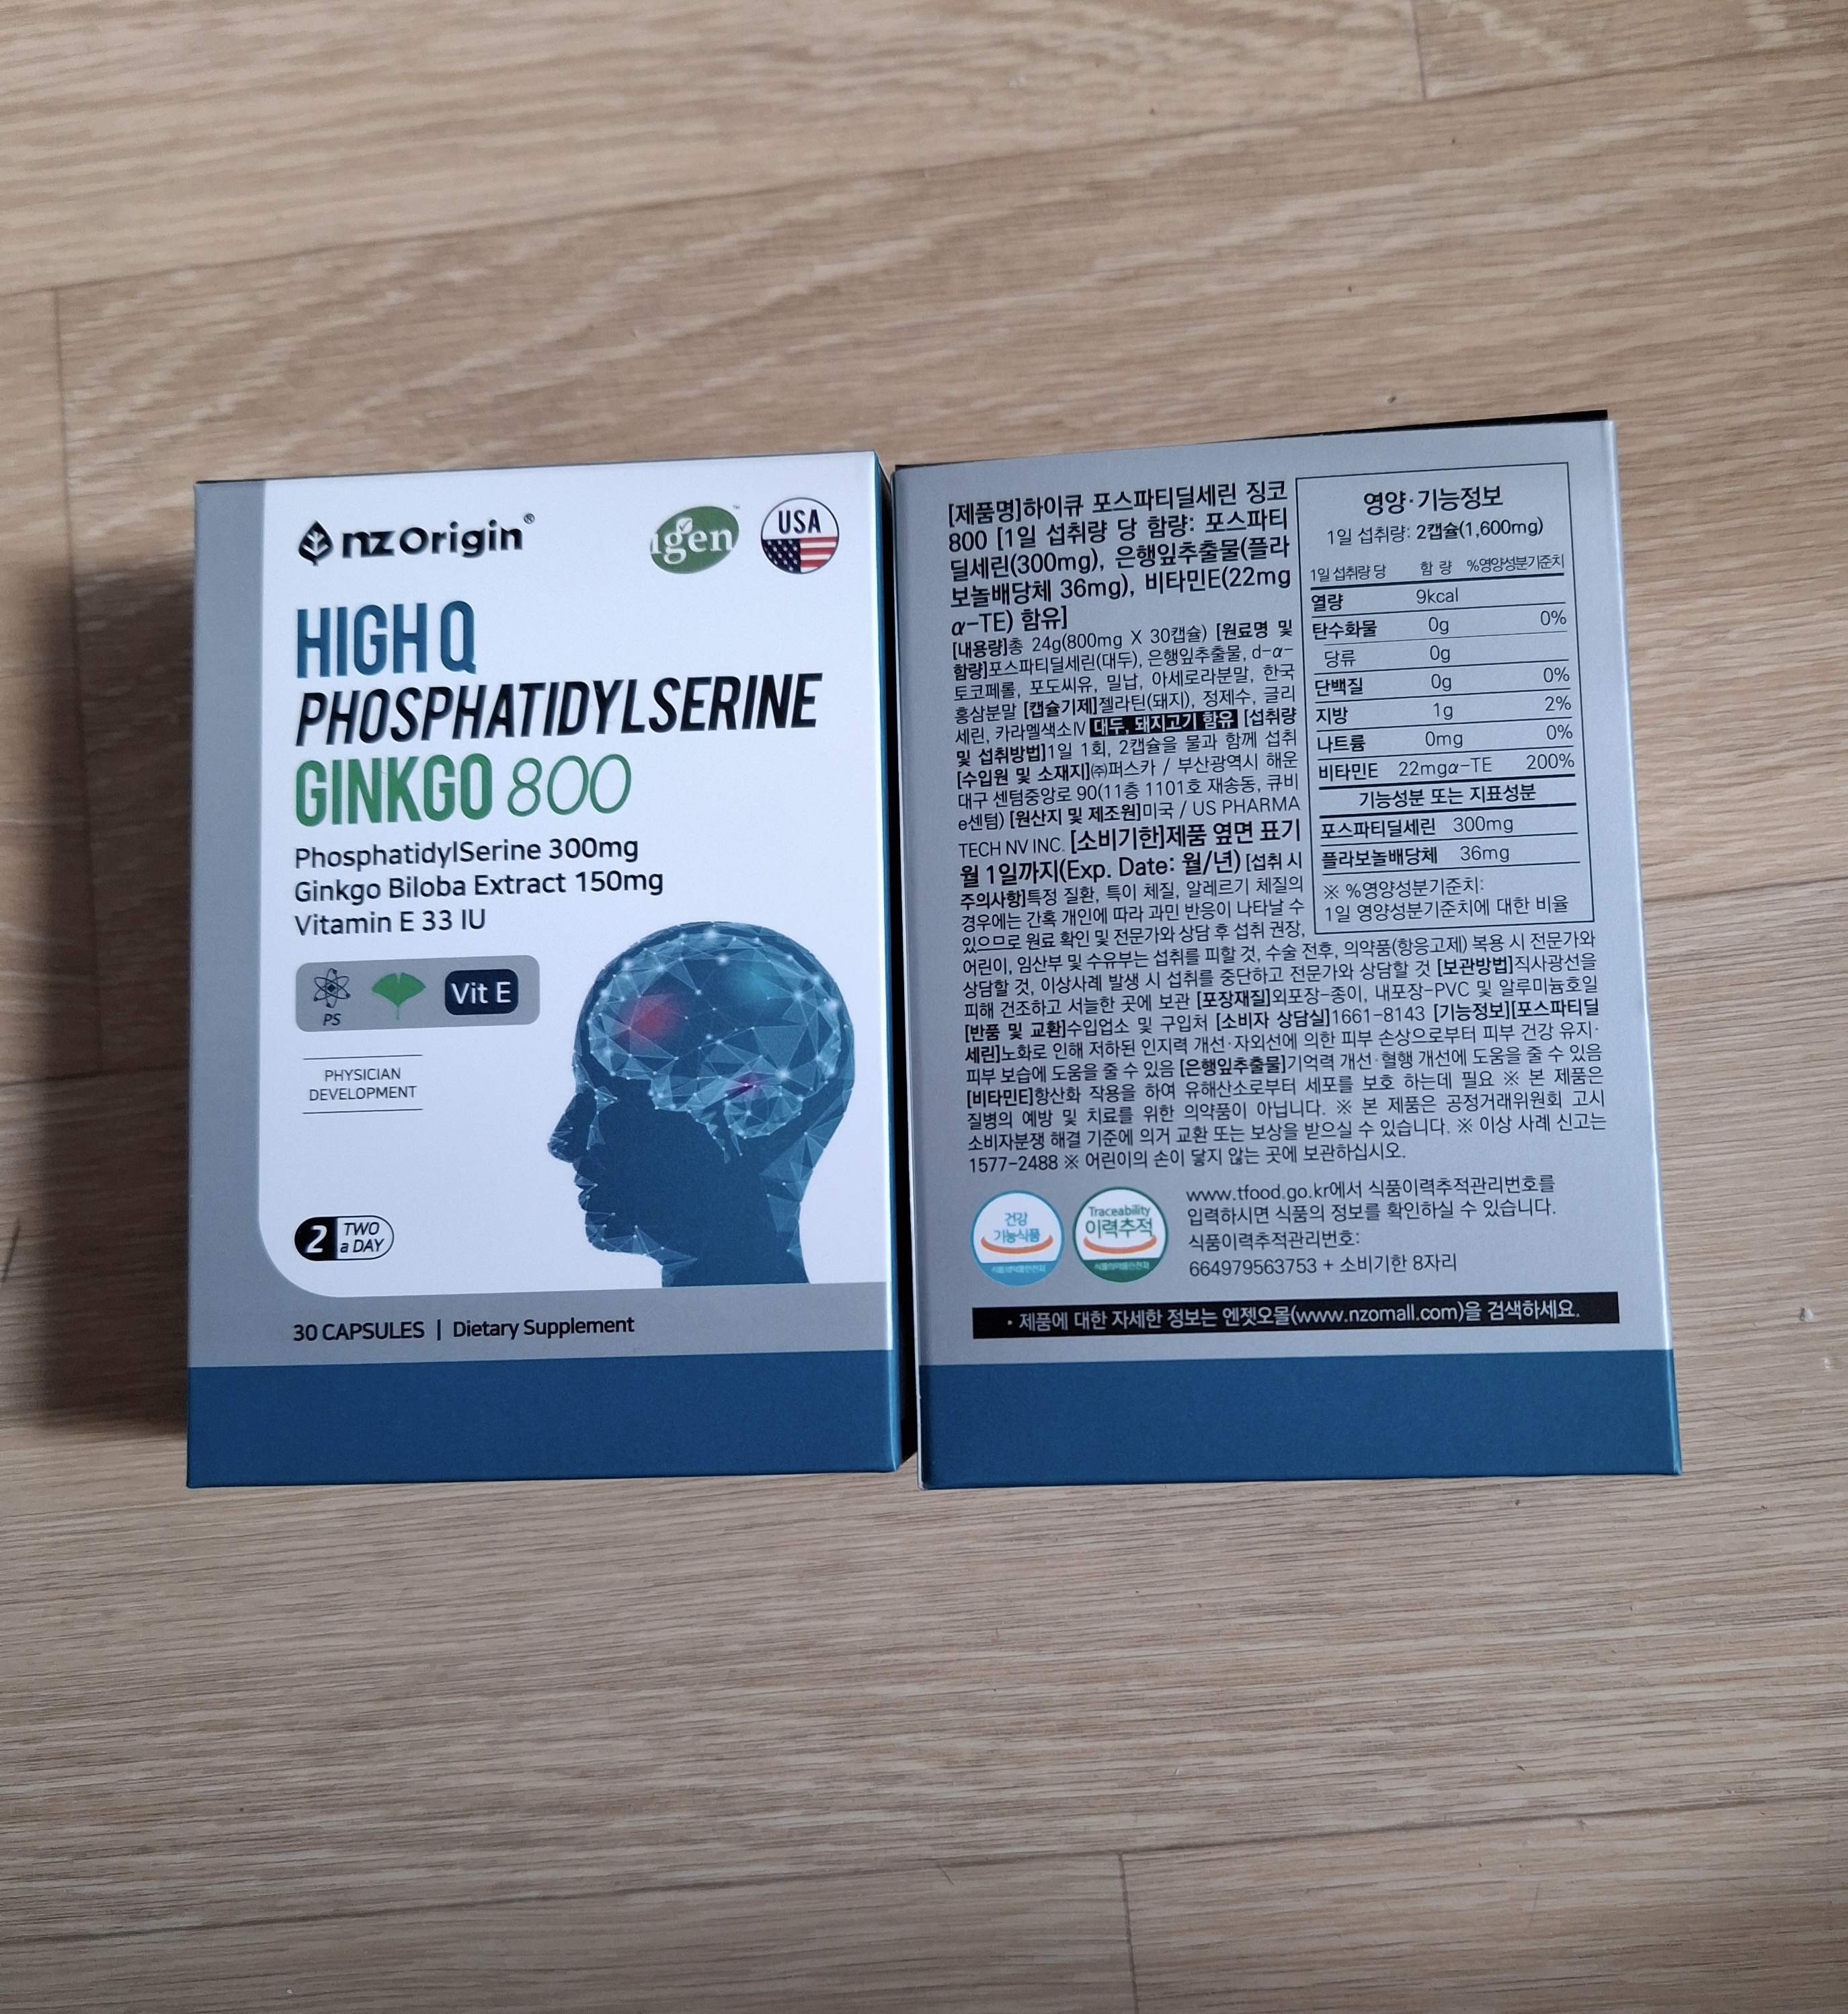 nz Origin®
igen™
USA
HIGH Q
PHOSPHATIDYLSERINE
GINKGO 800
PhosphatidylSerine 300mg
Ginkgo Biloba Extract 150mg
Vitamin E 33 IU
PS
Vit E
PHYSICIAN
DEVELOPMENT
2 TWO
a DAY
30 CAPSULES | Dietary Supplement
[제품명]하이큐 포스파티딜세린 징코
800 [1일 섭취량 당 함량: 포스파티
딜세린(300mg), 은행잎추출물(플라
보놀배당체 36mg), 비타민E(22mg
α-TE) 함유]
[내용량]총 24g(800mg X 30캡슐) [원료명 및
함량]포스파티딜세린(대두), 은행잎추출물, d-α-
토코페롤, 포도씨유, 밀납, 아세로라분말, 한국
홍삼분말 [캡슐기제]젤라틴(돼지), 정제수, 글리
세린, 카라멜색소Ⅳ 대두, 돼지고기 함유 [섭취량
및 섭취방법]1일 1회, 2캡슐을 물과 함께 섭취
[수입원 및 소재지]㈜퍼스카 / 부산광역시 해운
대구 센텀중앙로 90(11층 1101호 재송동, 큐비
e센텀) [원산지 및 제조원]미국 / US PHARMA
TECH NV INC. [소비기한]제품 옆면 표기
월 1일까지(Exp. Date: 월/년) [섭취 시
주의사항]특정 질환, 특이 체질, 알레르기 체질의
경우에는 간혹 개인에 따라 과민 반응이 나타날 수
있으므로 원료 확인 및 전문가와 상담 후 섭취 권장,
어린이, 임산부 및 수유부는 섭취를 피할 것, 수술 전후, 의약품(항응고제) 복용 시 전문가와
상담할 것, 이상사례 발생 시 섭취를 중단하고 전문가와 상담할 것 [보관방법]직사광선을
피해 건조하고 서늘한 곳에 보관 [포장재질]외포장-종이, 내포장-PVC 및 알루미늄호일
[반품 및 교환]수입업소 및 구입처 [소비자 상담실]1661-8143 [기능정보][포스파티딜
세린]노화로 인해 저하된 인지력 개선·자외선에 의한 피부 손상으로부터 피부 건강 유지·
피부 보습에 도움을 줄 수 있음 [은행잎추출물]기억력 개선·혈행 개선에 도움을 줄 수 있음
[비타민E]항산화 작용을 하여 유해산소로부터 세포를 보호 하는데 필요 ※ 본 제품은
질병의 예방 및 치료를 위한 의약품이 아닙니다. ※ 본 제품은 공정거래위원회 고시
소비자분쟁 해결 기준에 의거 교환 또는 보상을 받으실 수 있습니다. ※ 이상 사례 신고는
1577-2488 ※ 어린이의 손이 닿지 않는 곳에 보관하십시오.
영양·기능정보
1일 섭취량: 2캡슐(1,600mg)
1일 섭취량 당 함 량 %영양성분기준치
열량 9kcal
탄수화물 0g 0%
당류 0g
단백질 0g 0%
지방 1g 2%
나트륨 0mg 0%
비타민E 22mgα-TE 200%
기능성분 또는 지표성분
포스파티딜세린 300mg
플라보놀배당체 36mg
※ %영양성분기준치:
1일 영양성분기준치에 대한 비율
건강
기능식품
식품의약품안전처
Traceability
이력추적
식품의약품안전처
www.tfood.go.kr에서 식품이력추적관리번호를
입력하시면 식품의 정보를 확인하실 수 있습니다.
식품이력추적관리번호:
664979563753 + 소비기한 8자리
· 제품에 대한 자세한 정보는 엔젯오몰(www.nzomall.com)을 검색하세요.